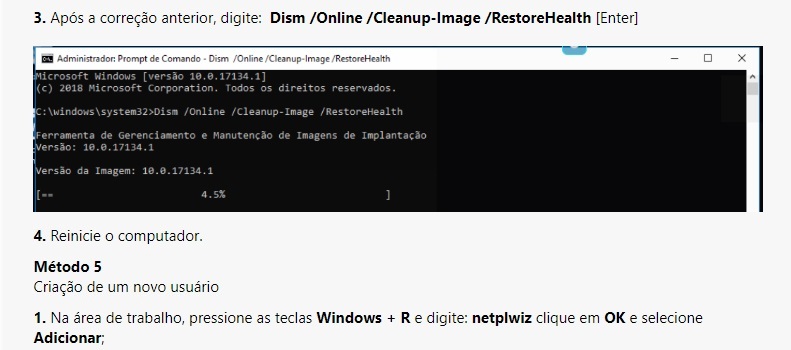 3. Após a correção anterior, digite: Dism /Online /Cleanup-Image /RestoreHealth [Enter]
Administrador: Prompt de Comando - Dism /Online /Cleanup-Image /RestoreHealth
Microsoft Windows [versão 10.0.17134.1]
(c) 2018 Microsoft Corporation. Todos os direitos reservados.
C:\windows\system32>Dism /Online /Cleanup-Image /RestoreHealth
Ferramenta de Gerenciamento e Manutenção de Imagens de Implantação
Versão: 10.0.17134.1
Versão da Imagem: 10.0.17134.1
[== 4.5% ]
4. Reinicie o computador.
Método 5
Criação de um novo usuário
1. Na área de trabalho, pressione as teclas Windows + R e digite: netplwiz clique em OK e selecione
Adicionar;